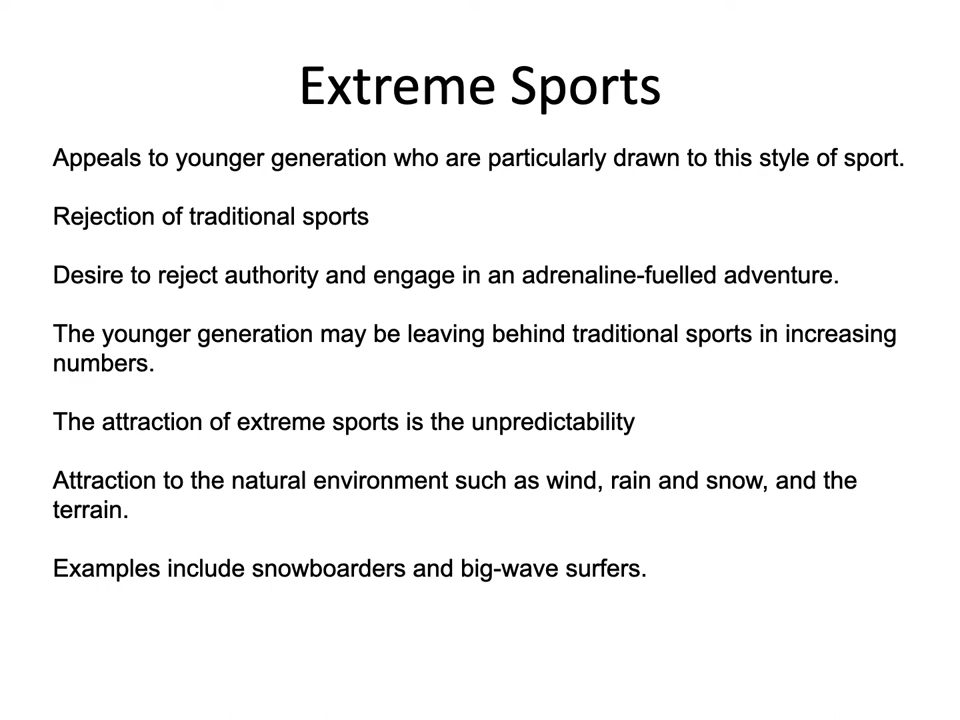 Extreme Sports
Appeals to younger generation who are particularly drawn to this style of sport.
Rejection of traditional sports
Desire to reject authority and engage in an adrenaline-fuelled adventure.
The younger generation may be leaving behind traditional sports in increasing
numbers.
The attraction of extreme sports is the unpredictability
Attraction to the natural environment such as wind, rain and snow, and the
terrain.
Examples include snowboarders and big-wave surfers.